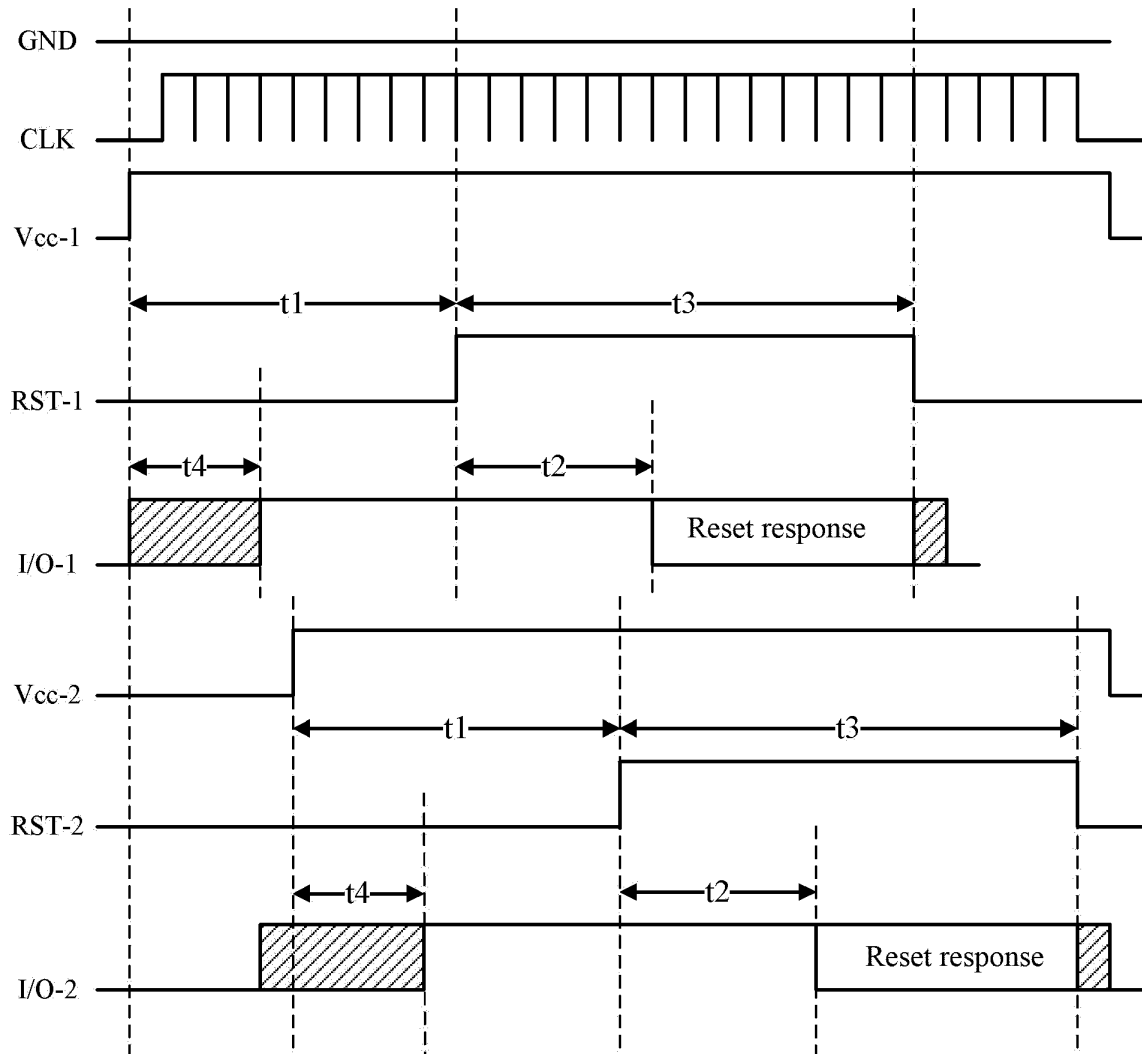 GND
CLK
Vcc-1
t1
t3
RST-1
t4
t2
Reset response
I/O-1
Vcc-2
t1
t3
RST-2
t4
t2
Reset response
I/O-2